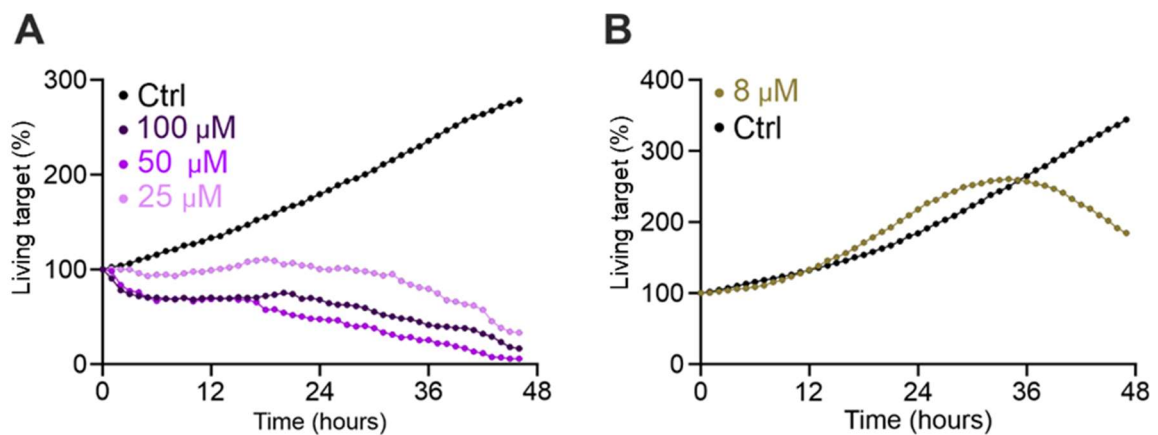 A
Living target (%)
300
200
100
0
Ctrl
100 µM
50 µM
25 µM
0 12 24 36 48
Time (hours)
B
Living target (%)
400
300
200
100
0
8 µM
Ctrl
0 12 24 36 48
Time (hours)